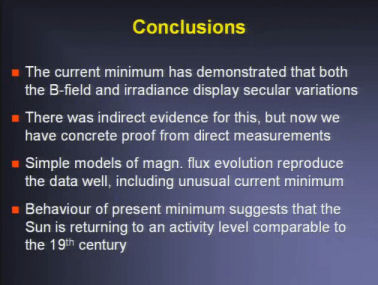 Conclusions
The current minimum has demonstrated that both
the B-field and irradiance display secular variations
There was indirect evidence for this, but now we
have concrete proof from direct measurements
Simple models of magn. flux evolution reproduce
the data well, including unusual current minimum
Behaviour of present minimum suggests that the
Sun is returning to an activity level comparable to
the 19th century